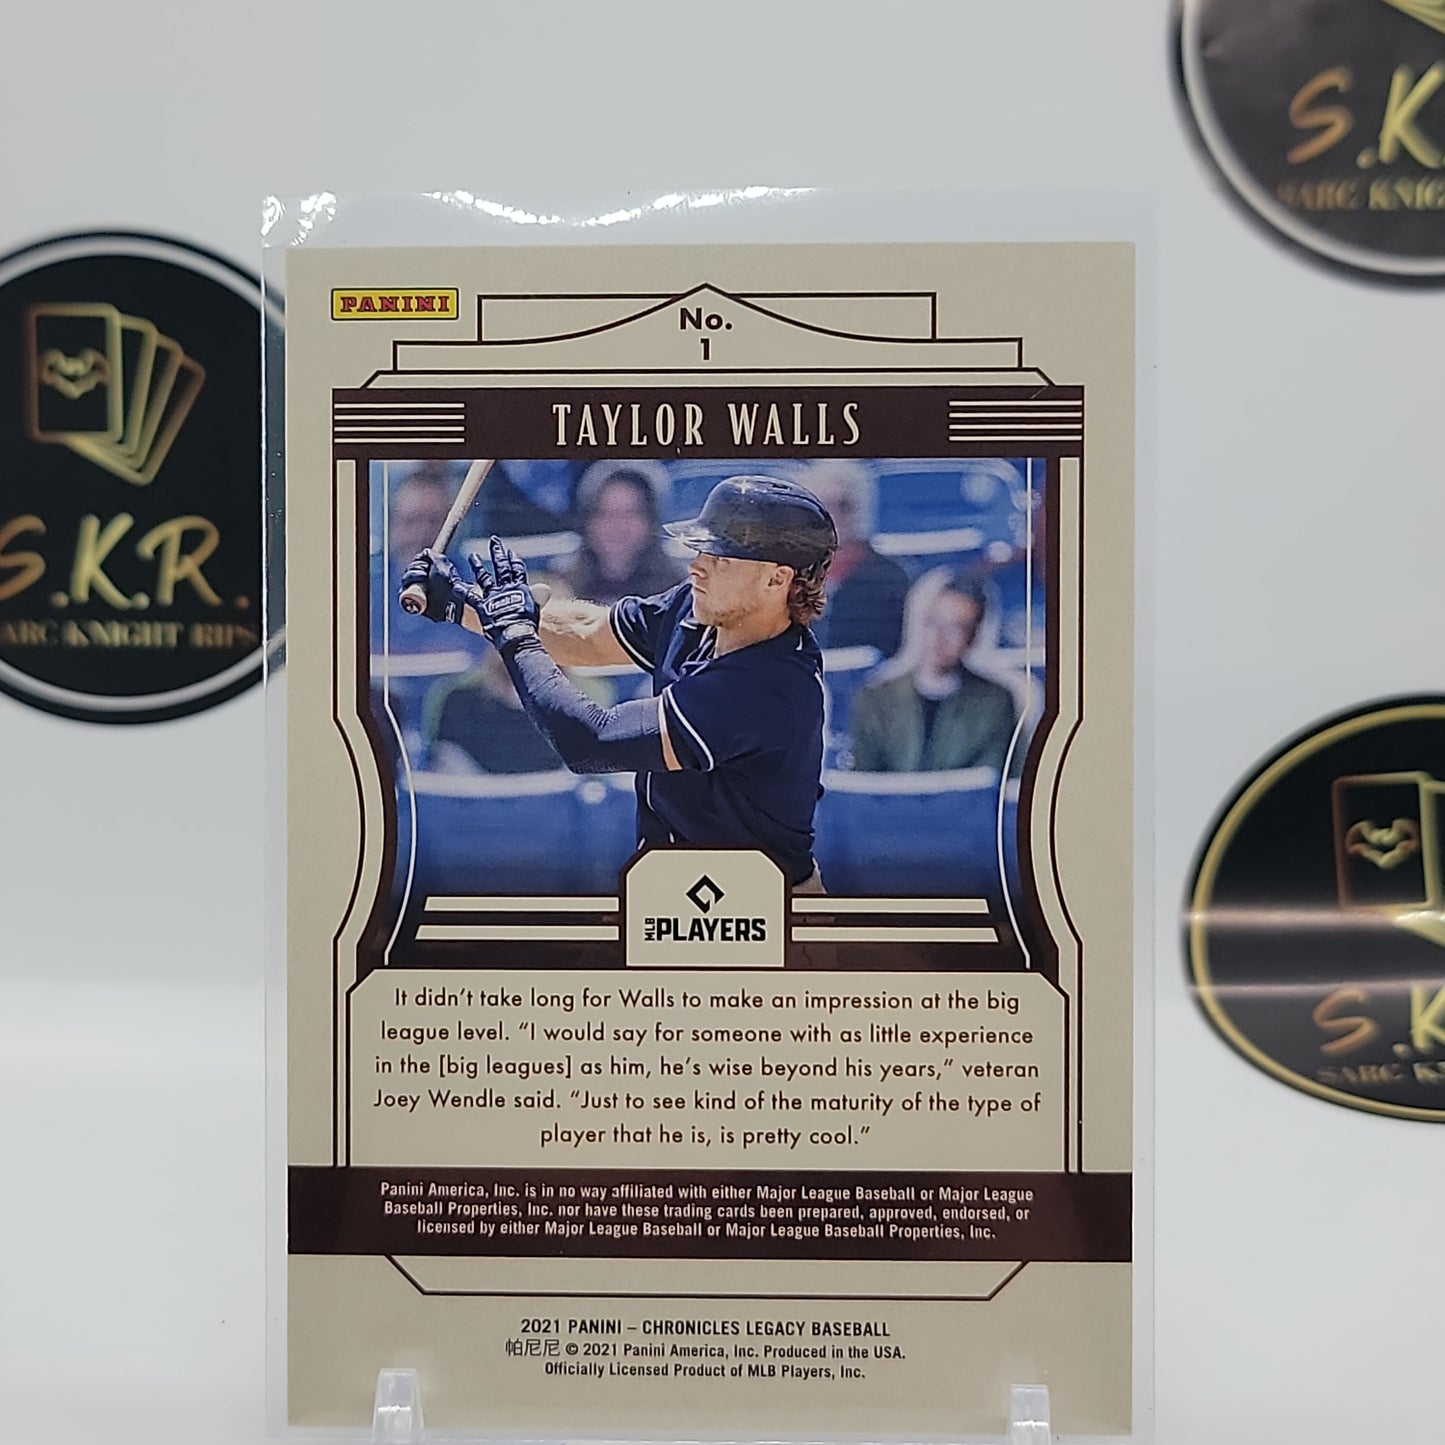 PANINI
No.
1
TAYLOR WALLS
Franklin
MLB PLAYERS
It didn't take long for Walls to make an impression at the big
league level. “I would say for someone with as little experience
in the [big leagues] as him, he's wise beyond his years,” veteran
Joey Wendle said. “Just to see kind of the maturity of the type of
player that he is, is pretty cool.”
Panini America, Inc. is in no way affiliated with either Major League Baseball or Major League
Baseball Properties, Inc. nor have these trading cards been prepared, approved, endorsed, or
licensed by either Major League Baseball or Major League Baseball Properties, Inc.
2021 PANINI – CHRONICLES LEGACY BASEBALL
帕尼尼 © 2021 Panini America, Inc. Produced in the USA.
Officially Licensed Product of MLB Players, Inc.
S.K.R.
ARC KNIGHT RIPS
S.K
SARC KNIGH
S.K
SARC KN